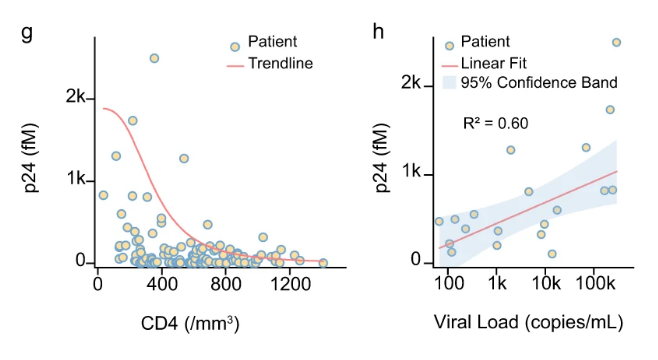 g
Patient
Trendline
2k
1k
0
p24 (fM)
0 400 800 1200
CD4 (/mm³)
h
Patient
Linear Fit
95% Confidence Band
R² = 0.60
2k
1k
0
p24 (fM)
100 1k 10k 100k
Viral Load (copies/mL)